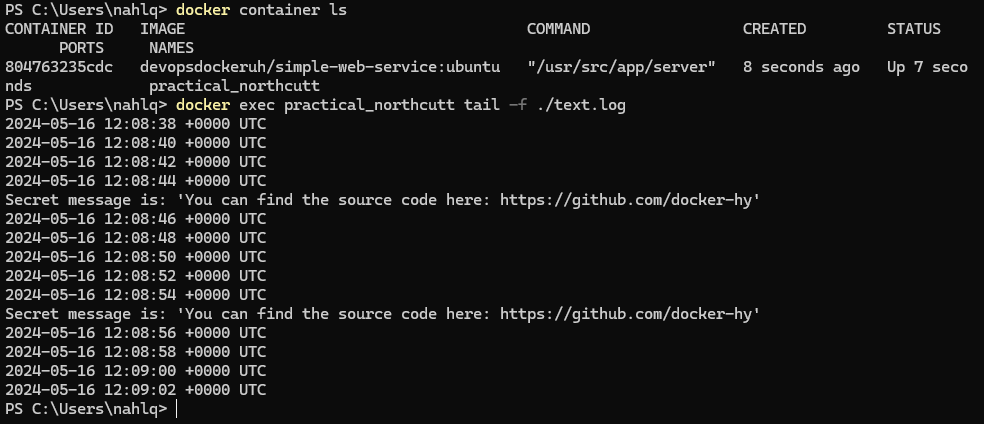 PS C:\Users\nahlq> docker container ls
CONTAINER ID   IMAGE                                      COMMAND                 CREATED         STATUS
      PORTS     NAMES
804763235cdc   devopsdockeruh/simple-web-service:ubuntu   "/usr/src/app/server"   8 seconds ago   Up 7 seco
nds             practical_northcutt
PS C:\Users\nahlq> docker exec practical_northcutt tail -f ./text.log
2024-05-16 12:08:38 +0000 UTC
2024-05-16 12:08:40 +0000 UTC
2024-05-16 12:08:42 +0000 UTC
2024-05-16 12:08:44 +0000 UTC
Secret message is: 'You can find the source code here: https://github.com/docker-hy'
2024-05-16 12:08:46 +0000 UTC
2024-05-16 12:08:48 +0000 UTC
2024-05-16 12:08:50 +0000 UTC
2024-05-16 12:08:52 +0000 UTC
2024-05-16 12:08:54 +0000 UTC
Secret message is: 'You can find the source code here: https://github.com/docker-hy'
2024-05-16 12:08:56 +0000 UTC
2024-05-16 12:08:58 +0000 UTC
2024-05-16 12:09:00 +0000 UTC
2024-05-16 12:09:02 +0000 UTC
PS C:\Users\nahlq>